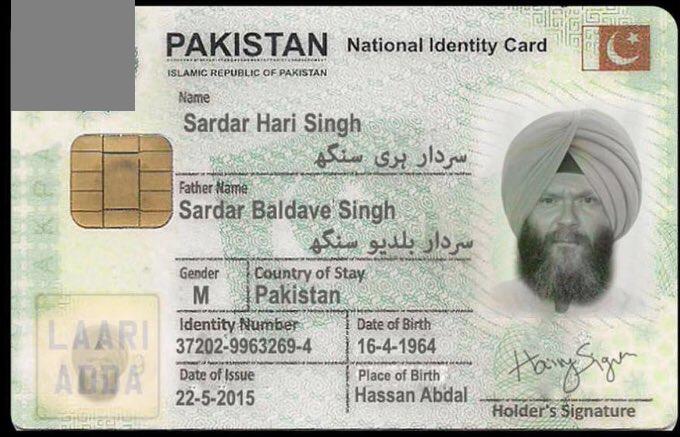 PAKISTAN National Identity Card
ISLAMIC REPUBLIC OF PAKISTAN
Name
Sardar Hari Singh
سردار ہری سنگھ
Father Name
Sardar Baldave Singh
سردار بلدیو سنگھ
Gender Country of Stay
M Pakistan
Identity Number Date of Birth
37202-9963269-4 16-4-1964
Date of Issue Place of Birth
22-5-2015 Hassan Abdal
Holder's Signature
LAARI
ADDA